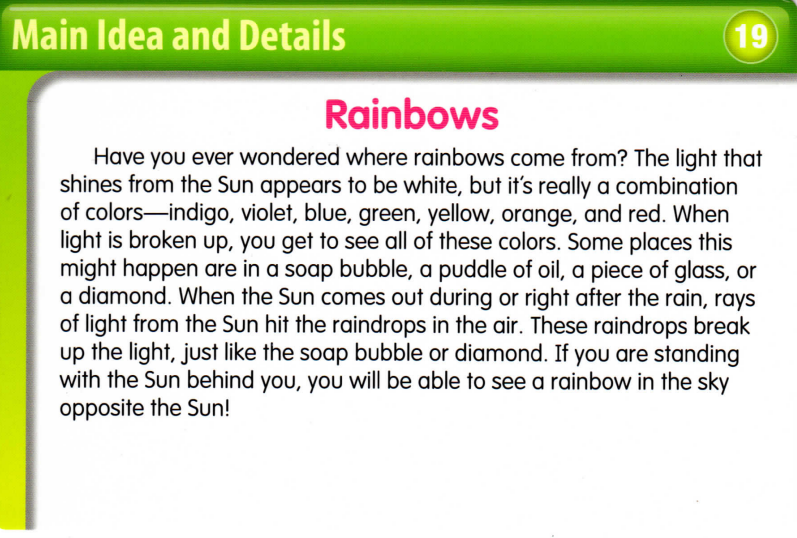 Main Idea and Details
19
Rainbows
Have you ever wondered where rainbows come from? The light that
shines from the Sun appears to be white, but it's really a combination
of colors—indigo, violet, blue, green, yellow, orange, and red. When
light is broken up, you get to see all of these colors. Some places this
might happen are in a soap bubble, a puddle of oil, a piece of glass, or
a diamond. When the Sun comes out during or right after the rain, rays
of light from the Sun hit the raindrops in the air. These raindrops break
up the light, just like the soap bubble or diamond. If you are standing
with the Sun behind you, you will be able to see a rainbow in the sky
opposite the Sun!